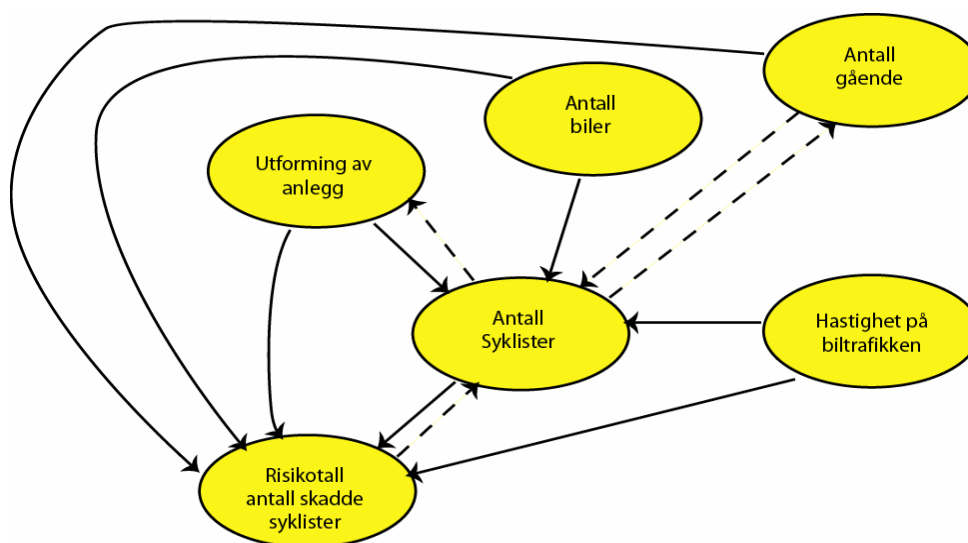 Antall
gående
Antall
biler
Utforming av
anlegg
Antall
Syklister
Hastighet på
biltrafikken
Risikotall
antall skadde
syklister